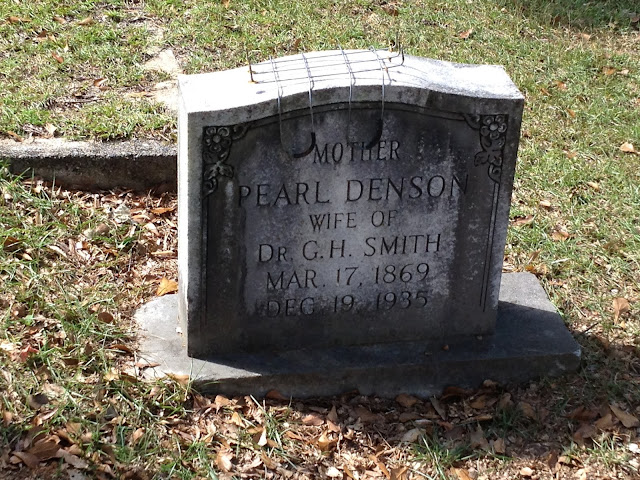 MOTHER
PEARL DENSON
WIFE OF
DR. G.H. SMITH
MAR. 17, 1869
DEC. 19, 1935